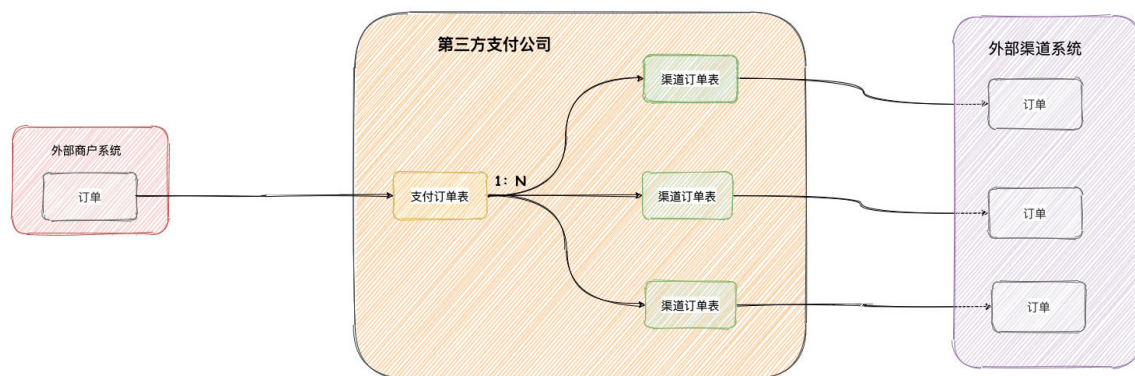 第三方支付公司
外部渠道系统
渠道订单表
订单
外部商户系统
订单
支付订单表
1: N
渠道订单表
订单
渠道订单表
订单